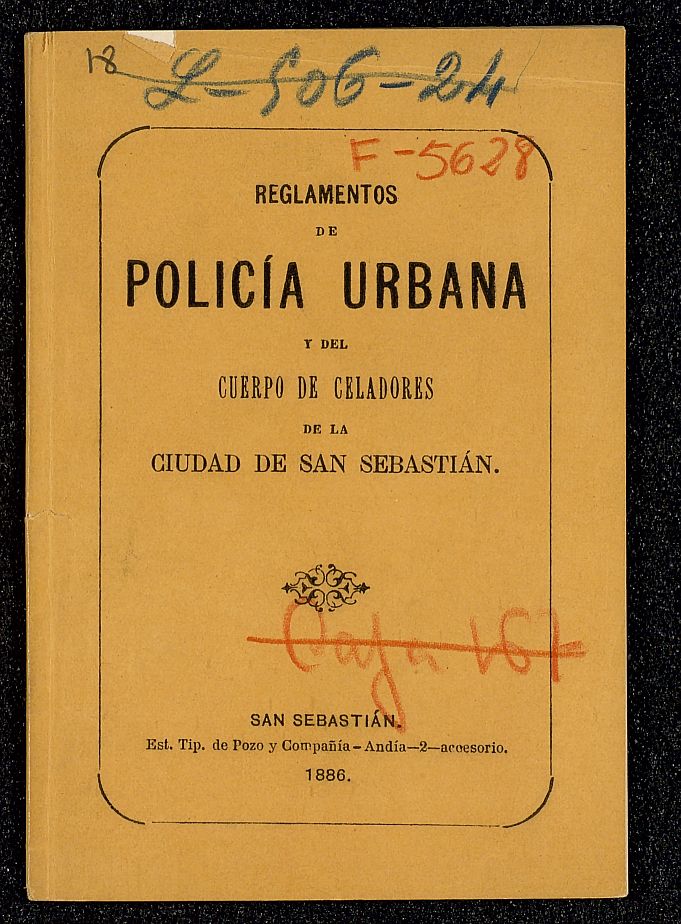 18
L-506-24
F-5628
REGLAMENTOS
DE
POLICÍA URBANA
Y DEL
CUERPO DE CELADORES
DE LA
CIUDAD DE SAN SEBASTIÁN.
Caja 161
SAN SEBASTIÁN.
Est. Tip. de Pozo y Compañía-Andía—2—accesorio.
1886.